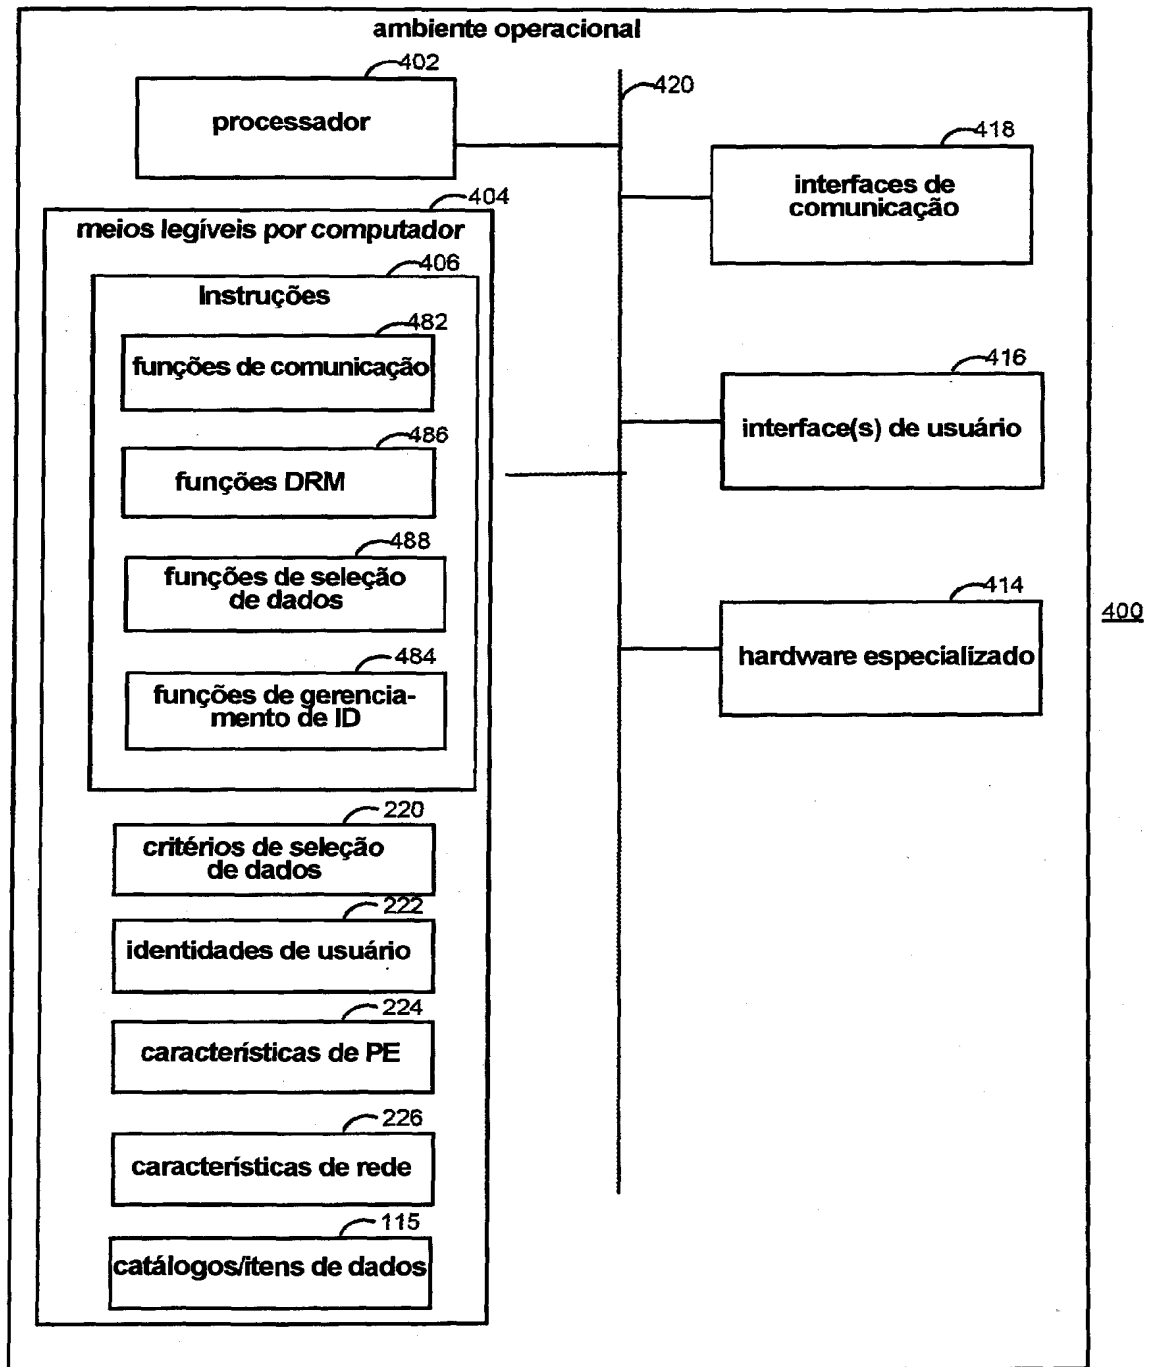 ambiente operacional
402
processador
420
418
interfaces de
comunicação
404
meios legíveis por computador
406
Instruções
482
funções de comunicação
416
interface(s) de usuário
486
funções DRM
488
funções de seleção
de dados
414
hardware especializado
400
484
funções de gerencia-
mento de ID
220
critérios de seleção
de dados
222
identidades de usuário
224
características de PE
226
características de rede
115
catálogos/itens de dados